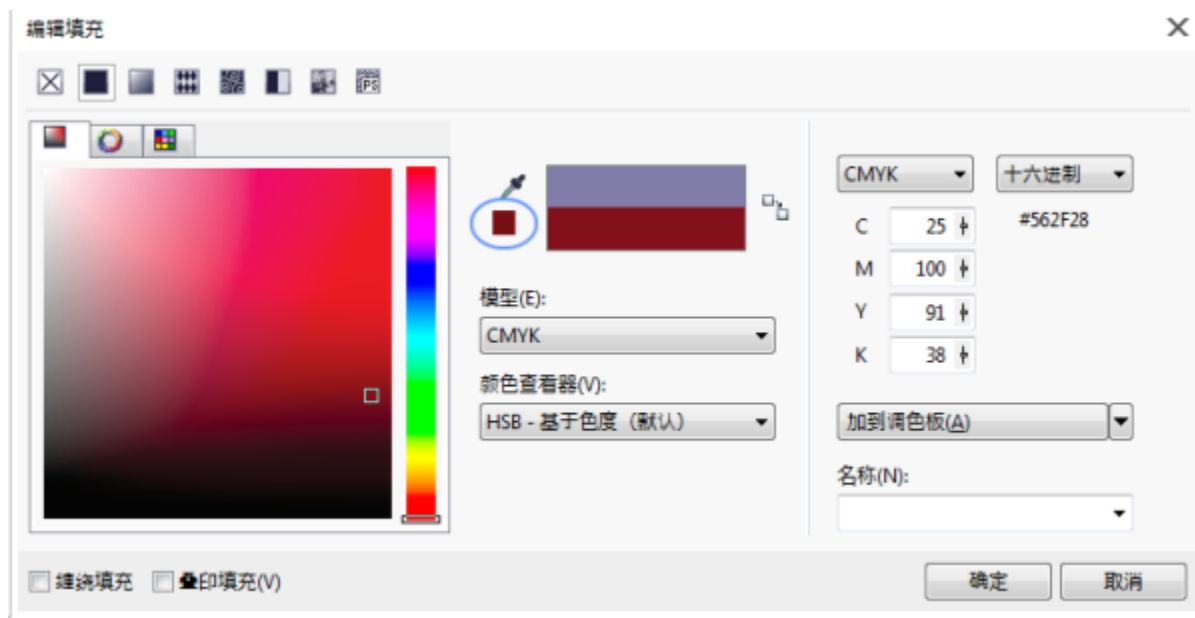 编辑填充
PS
CMYK
十六进制
C 25
#562F28
M 100
Y 91
K 38
模型(E):
CMYK
颜色查看器(V):
HSB - 基于色度（默认）
加到调色板(A)
名称(N):
缠绕填充
叠印填充(V)
确定
取消